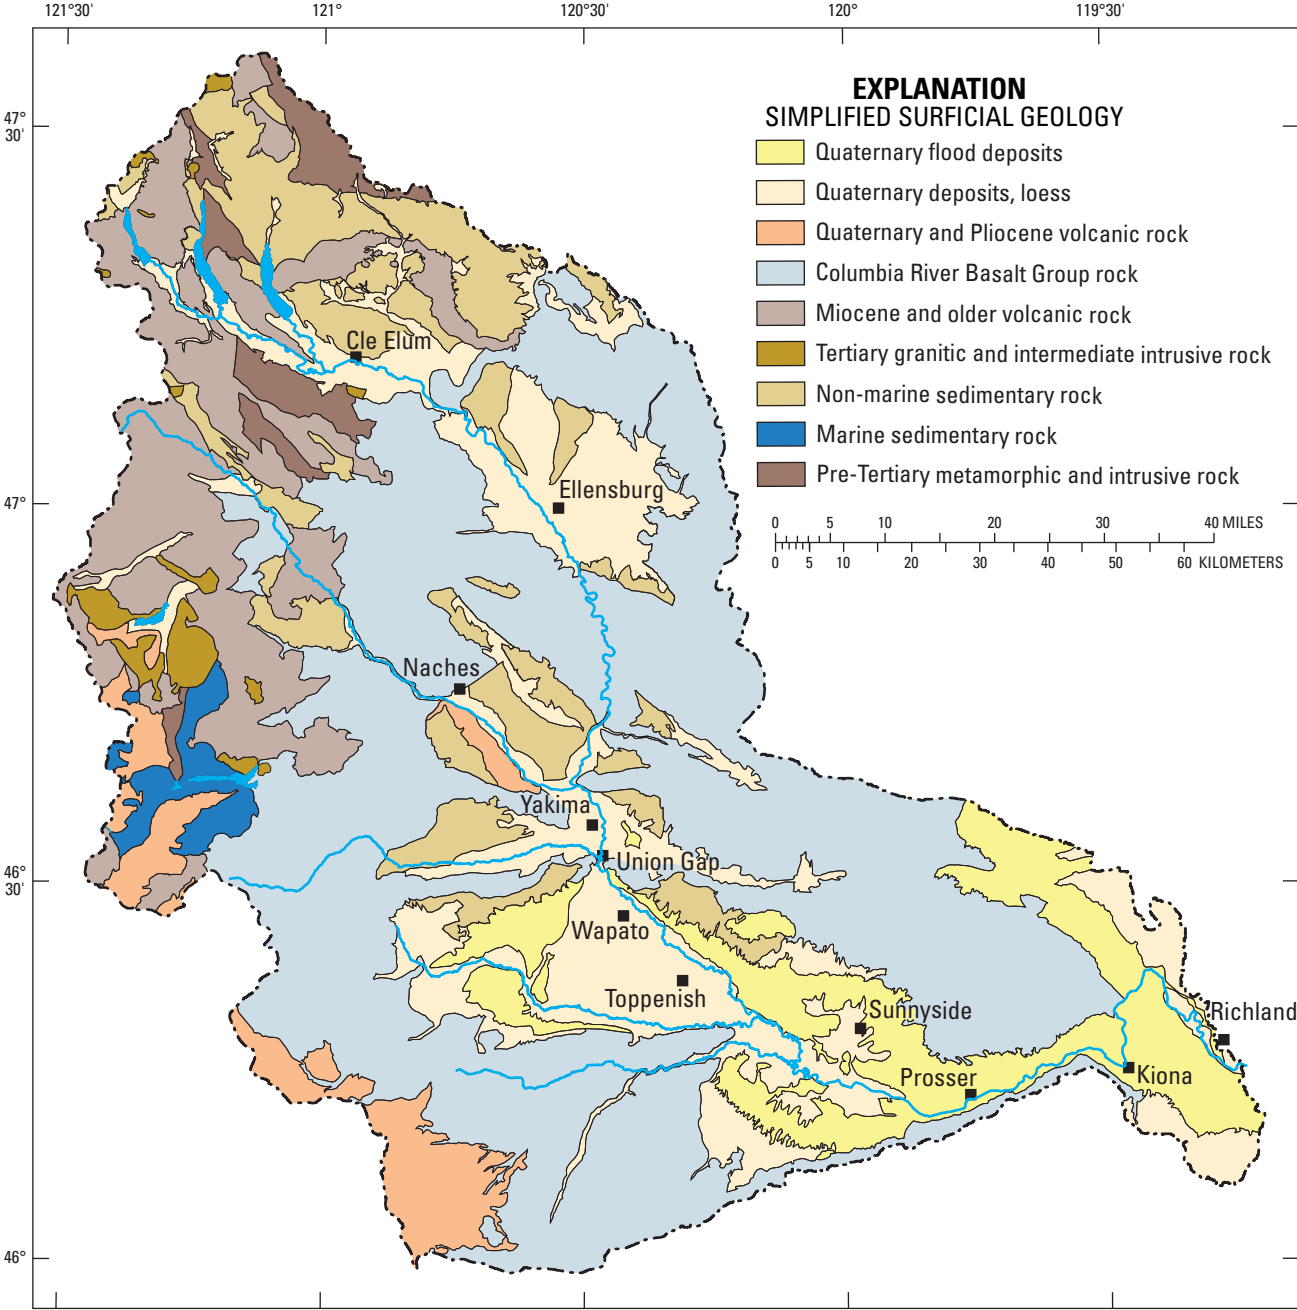 121°30'
121°
120°30'
120°
119°30'
47°
30'
47°
46°
30'
46°
EXPLANATION
SIMPLIFIED SURFICIAL GEOLOGY
Quaternary flood deposits
Quaternary deposits, loess
Quaternary and Pliocene volcanic rock
Columbia River Basalt Group rock
Miocene and older volcanic rock
Tertiary granitic and intermediate intrusive rock
Non-marine sedimentary rock
Marine sedimentary rock
Pre-Tertiary metamorphic and intrusive rock
0 5 10 20 30 40 MILES
0 5 10 20 30 40 50 60 KILOMETERS
Cle Elum
Ellensburg
Naches
Yakima
Union Gap
Wapato
Toppenish
Sunnyside
Richland
Prosser
Kiona